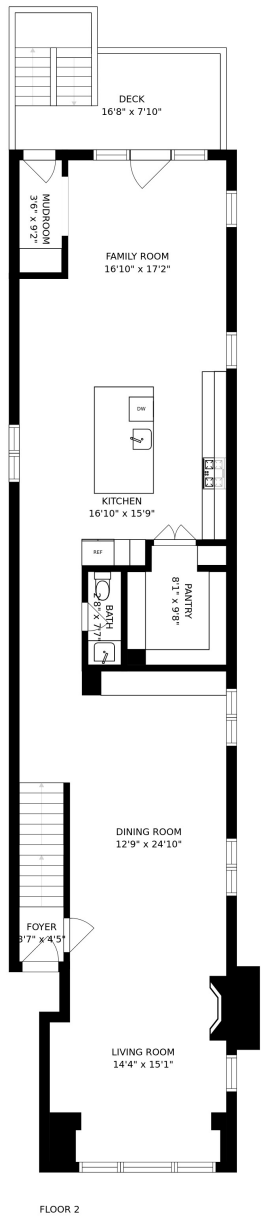 DECK
16'8" x 7'10"
MUDROOM
3'6" x 9'2"
FAMILY ROOM
16'10" x 17'2"
DW
KITCHEN
16'10" x 15'9"
REF
BATH
2'8" x 7'7"
PANTRY
8'1" x 9'8"
DINING ROOM
12'9" x 24'10"
FOYER
3'7" x 4'5"
LIVING ROOM
14'4" x 15'1"
FLOOR 2